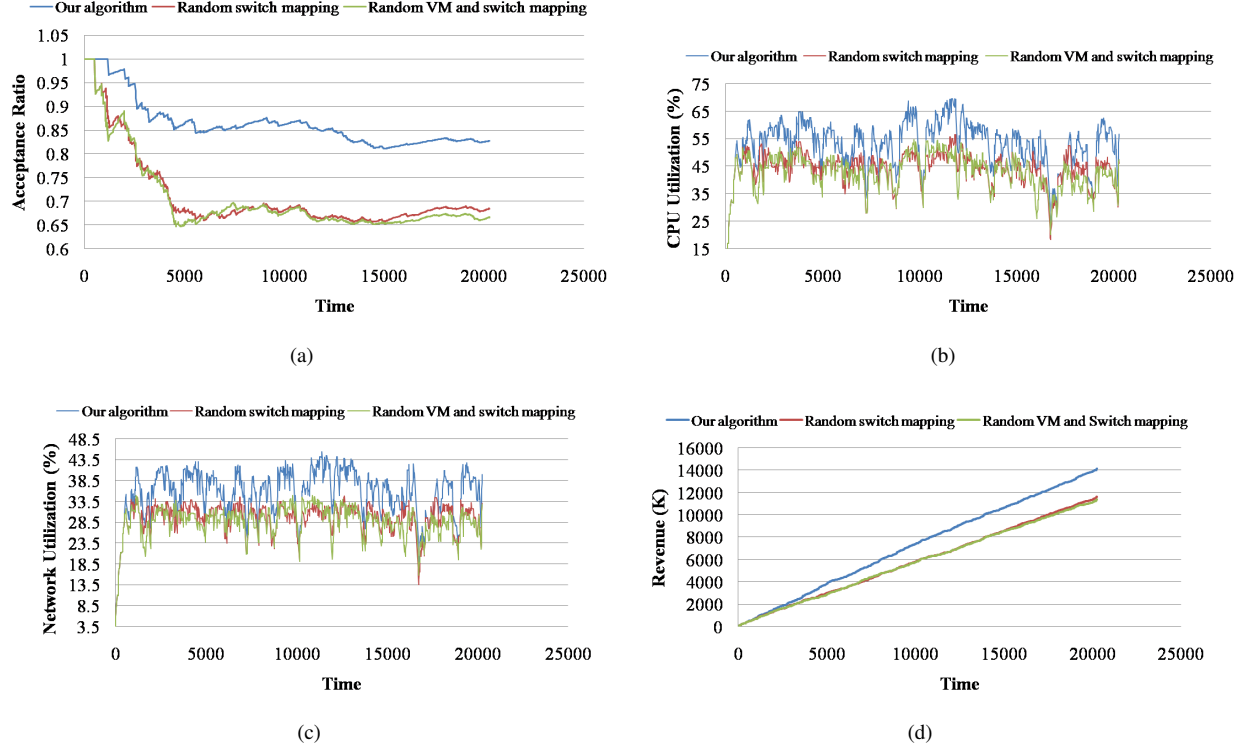 Our algorithm Random switch mapping Random VM and switch mapping
1.05
1
0.95
0.9
0.85
0.8
0.75
0.7
0.65
0.6
Acceptance Ratio
0 5000 10000 15000 20000 25000
Time
(a)
Our algorithm Random switch mapping Random VM and switch mapping
75
65
55
45
35
25
15
CPU Utilization (%)
0 5000 10000 15000 20000 25000
Time
(b)
Our algorithm Random switch mapping Random VM and switch mapping
48.5
43.5
38.5
33.5
28.5
23.5
18.5
13.5
8.5
3.5
Network Utilization (%)
0 5000 10000 15000 20000 25000
Time
(c)
Our algorithm Random switch mapping Random VM and Switch mapping
16000
14000
12000
10000
8000
6000
4000
2000
0
Revenue (K)
0 5000 10000 15000 20000 25000
Time
(d)